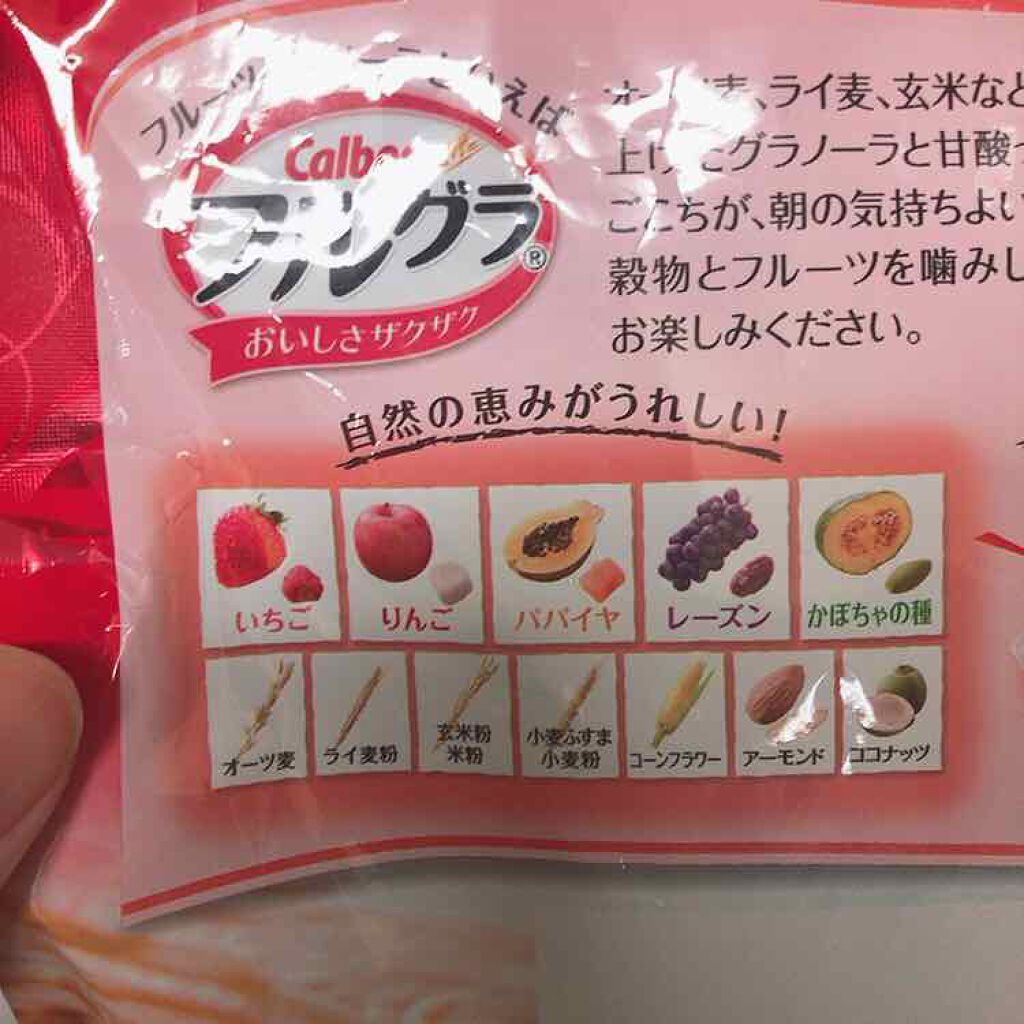 フルーツ
といえば
Calbee
フルグラ®
おいしさザクザク
麦、ライ麦、玄米など
上げたグラノーラと甘酸っ
ごこちが、朝の気持ちよい
穀物とフルーツを噛みし
お楽しみください。
自然の恵みがうれしい!
いちご
りんご
パパイヤ
レーズン
かぼちゃの種
オーツ麦
ライ麦粉
玄米粉
米粉
小麦ふすま
小麦粉
コーンフラワー
アーモンド
ココナッツ